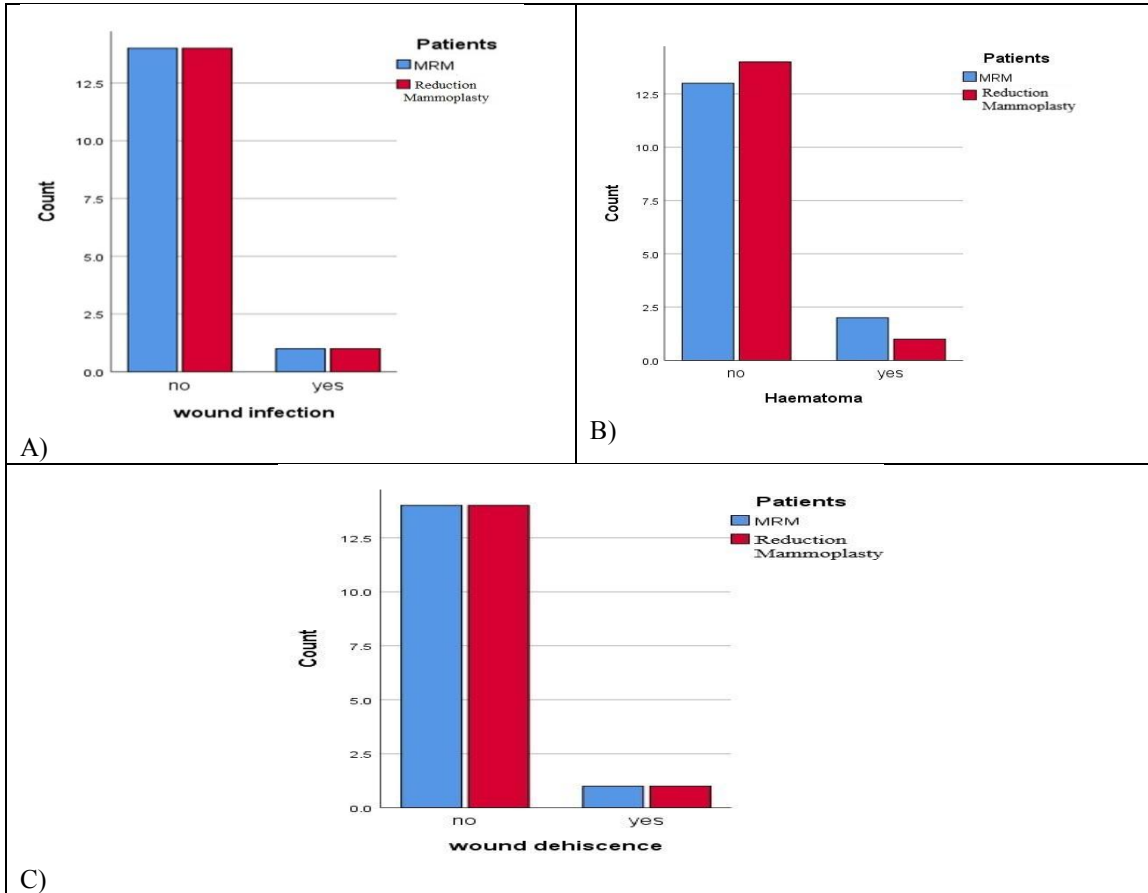 Patients
MRM
Reduction
Mammoplasty
12.5
10.0
7.5
5.0
2.5
0.0
Count
no yes
wound infection
A)
Patients
MRM
Reduction
Mammoplasty
12.5
10.0
7.5
5.0
2.5
0.0
Count
no yes
Haematoma
B)
Patients
MRM
Reduction
Mammoplasty
12.5
10.0
7.5
5.0
2.5
0.0
Count
no yes
wound dehiscence
C)